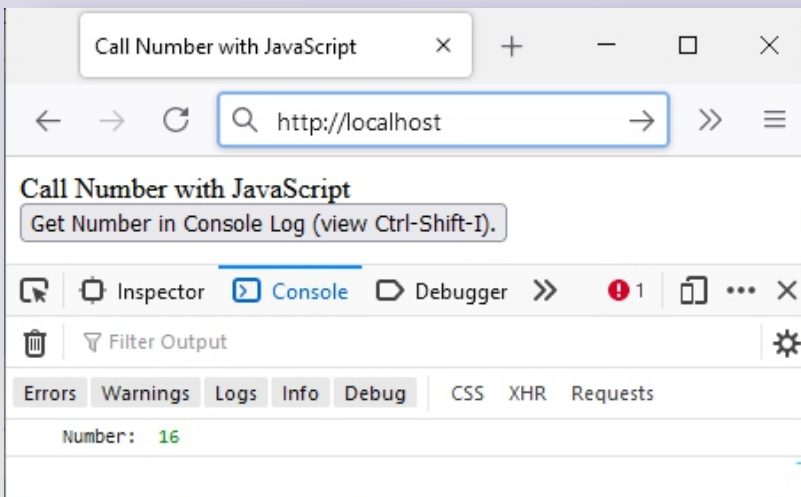 Call Number with JavaScript
http://localhost
Call Number with JavaScript
Get Number in Console Log (view Ctrl-Shift-I).
Inspector Console Debugger 1
Filter Output
Errors Warnings Logs Info Debug CSS XHR Requests
Number: 16